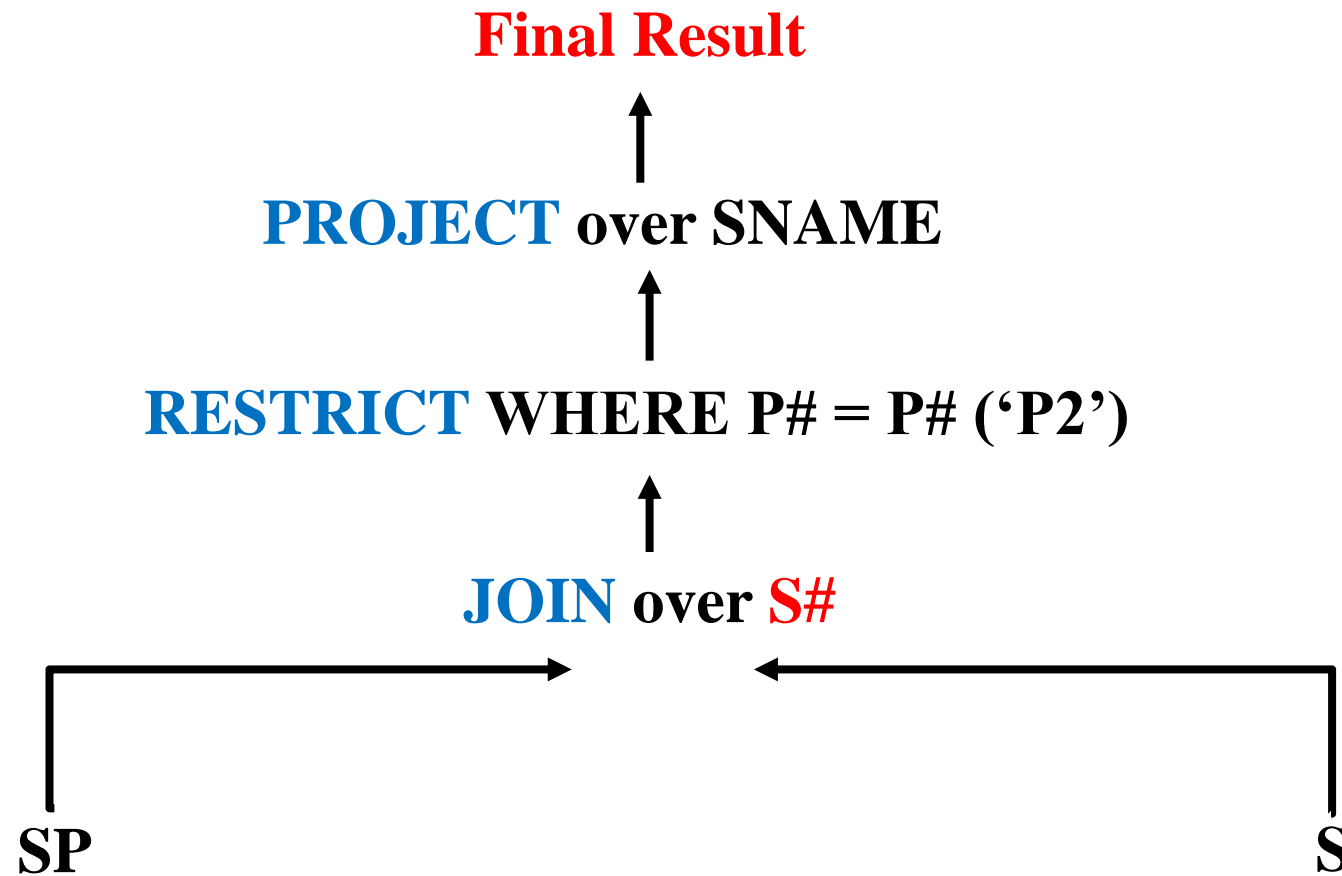 Final Result
PROJECT over SNAME
RESTRICT WHERE P# = P# (‘P2’)
JOIN over S#
SP
S